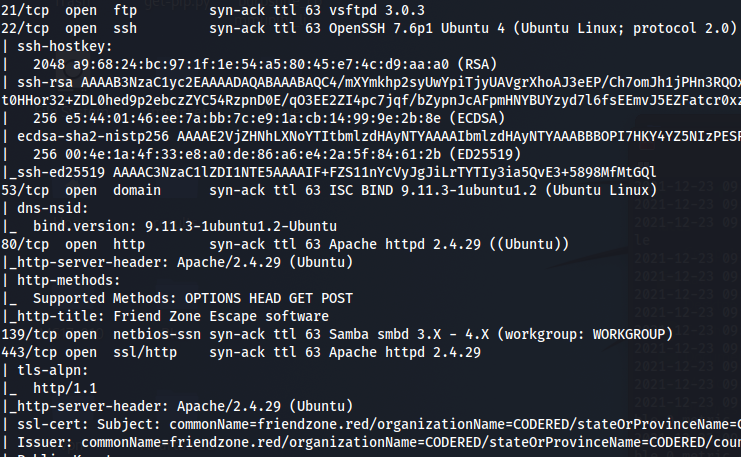 21/tcp open ftp syn-ack ttl 63 vsftpd 3.0.3
22/tcp open ssh syn-ack ttl 63 OpenSSH 7.6p1 Ubuntu 4 (Ubuntu Linux; protocol 2.0)
| ssh-hostkey:
| 2048 a9:68:24:bc:97:1f:1e:54:a5:80:45:e7:4c:d9:aa:a0 (RSA)
| ssh-rsa AAAAB3NzaC1yc2EAAAADAQABAAABAQC4/mXYmkhp2syUwYpiTjyUAVgrXhoAJ3eEP/Ch7omJh1jPHn3RQOx
t0HHor32+ZDL0hed9p2ebczZYC54RzpnD0E/qO3EE2ZI4pc7jqf/bZypnJcAFpmHNYBUYzyd7l6fsEEmvJ5EZFatcr0xz
| 256 e5:44:01:46:ee:7a:bb:7c:e9:1a:cb:14:99:9e:2b:8e (ECDSA)
| ecdsa-sha2-nistp256 AAAAE2VjZHNhLXNoYTItbmlzdHAyNTYAAAAIbmlzdHAyNTYAAABBBOPI7HKY4YZ5NIzPESP
| 256 00:4e:1a:4f:33:e8:a0:de:86:a6:e4:2a:5f:84:61:2b (ED25519)
|_ssh-ed25519 AAAAC3NzaC1lZDI1NTE5AAAAIF+FZS11nYcVyJgJiLrTYTIy3ia5QvE3+5898MfMtGQl
53/tcp open domain syn-ack ttl 63 ISC BIND 9.11.3-1ubuntu1.2 (Ubuntu Linux)
| dns-nsid:
|_ bind.version: 9.11.3-1ubuntu1.2-Ubuntu
80/tcp open http syn-ack ttl 63 Apache httpd 2.4.29 ((Ubuntu))
|_http-server-header: Apache/2.4.29 (Ubuntu)
| http-methods:
|_ Supported Methods: OPTIONS HEAD GET POST
|_http-title: Friend Zone Escape software
139/tcp open netbios-ssn syn-ack ttl 63 Samba smbd 3.X - 4.X (workgroup: WORKGROUP)
443/tcp open ssl/http syn-ack ttl 63 Apache httpd 2.4.29
| tls-alpn:
|_ http/1.1
|_http-server-header: Apache/2.4.29 (Ubuntu)
| ssl-cert: Subject: commonName=friendzone.red/organizationName=CODERED/stateOrProvinceName=C
| Issuer: commonName=friendzone.red/organizationName=CODERED/stateOrProvinceName=CODERED/coun